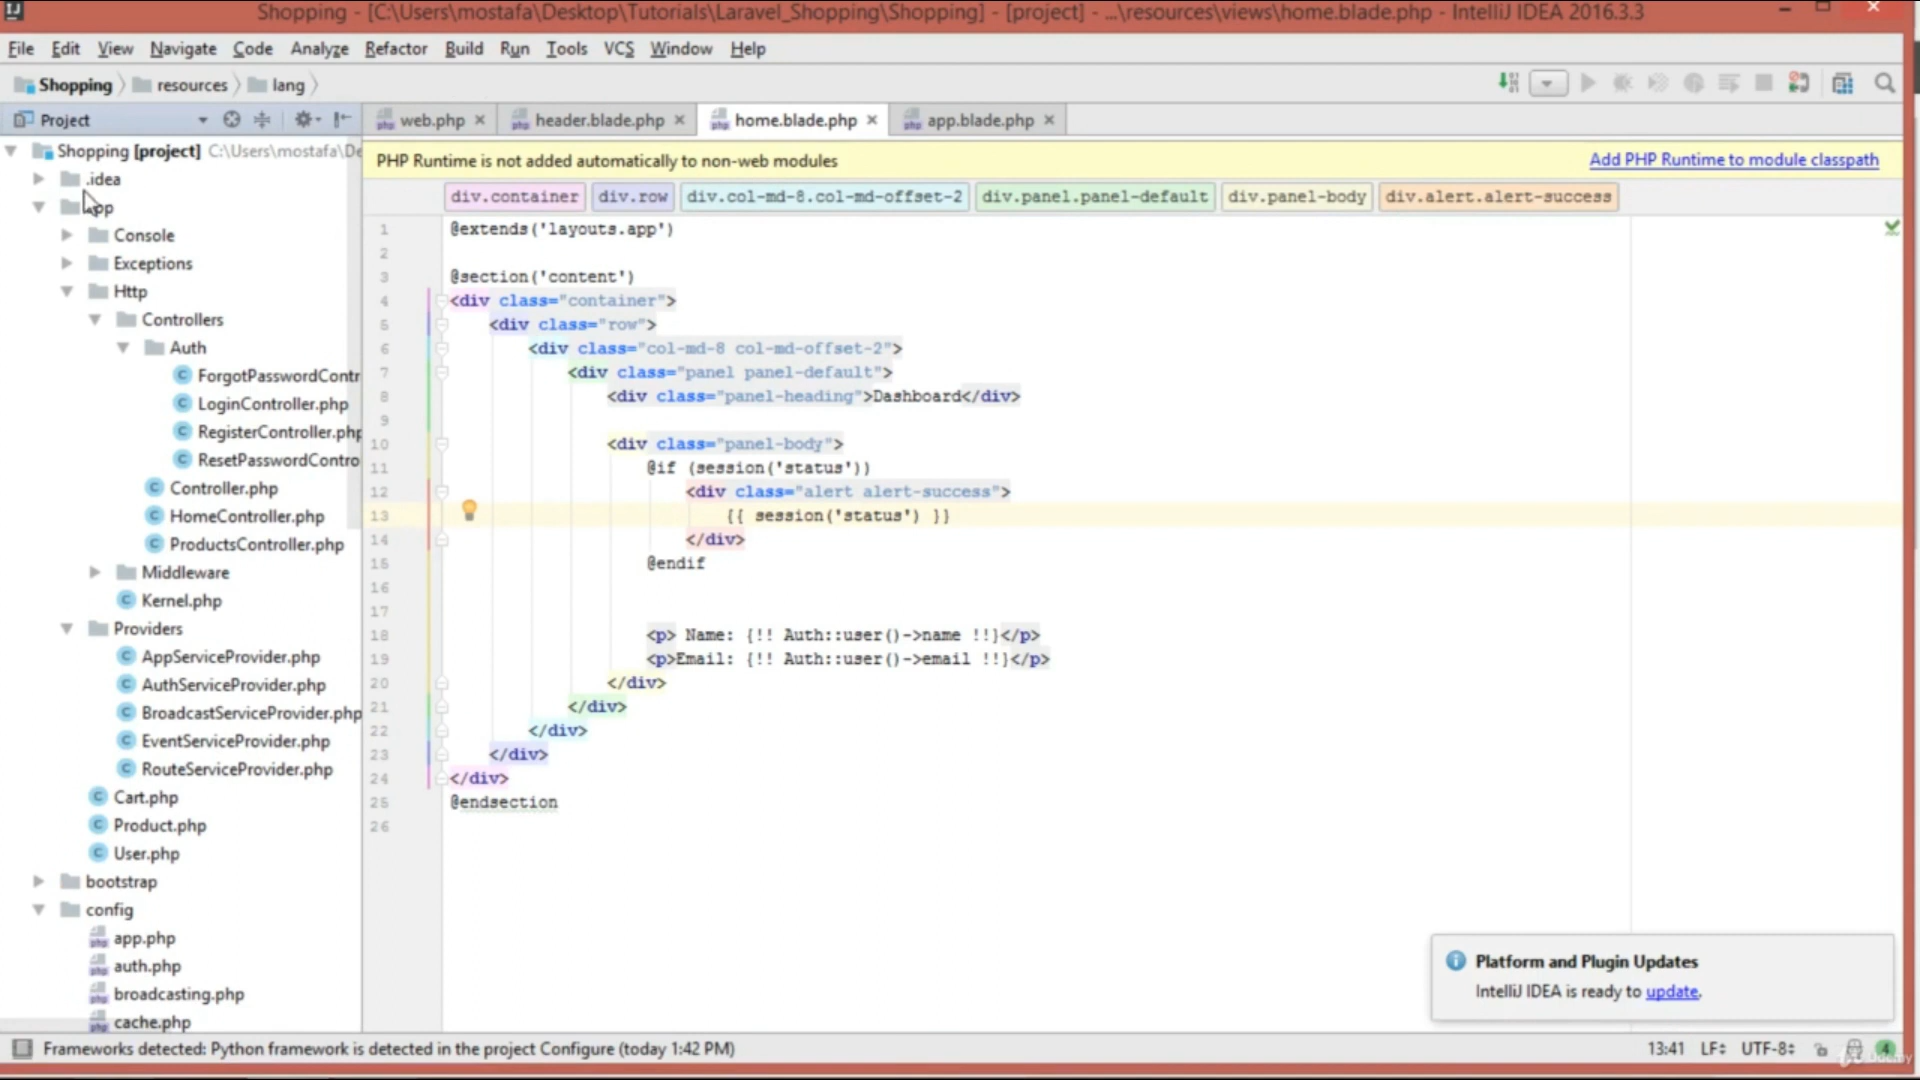 Shopping - [C:\Users\mostafa\Desktop\Tutorials\Laravel_Shopping\Shopping] - [project] - ...\resources\views\home.blade.php - IntelliJ IDEA 2016.3.3
File Edit View Navigate Code Analyze Refactor Build Run Tools VCS Window Help
Shopping resources lang
Project
web.php header.blade.php home.blade.php app.blade.php
Shopping [project] C:\Users\mostafa\De
.idea
app
Console
Exceptions
Http
Controllers
Auth
ForgotPasswordContr
LoginController.php
RegisterController.php
ResetPasswordContro
Controller.php
HomeController.php
ProductsController.php
Middleware
Kernel.php
Providers
AppServiceProvider.php
AuthServiceProvider.php
BroadcastServiceProvider.php
EventServiceProvider.php
RouteServiceProvider.php
Cart.php
Product.php
User.php
bootstrap
config
app.php
auth.php
broadcasting.php
cache.php
PHP Runtime is not added automatically to non-web modules Add PHP Runtime to module classpath
div.container div.row div.col-md-8.col-md-offset-2 div.panel.panel-default div.panel-body div.alert.alert-success
1 @extends('layouts.app')
2
3 @section('content')
4 <div class="container">
5 <div class="row">
6 <div class="col-md-8 col-md-offset-2">
7 <div class="panel panel-default">
8 <div class="panel-heading">Dashboard</div>
9
10 <div class="panel-body">
11 @if (session('status'))
12 <div class="alert alert-success">
13 {{ session('status') }}
14 </div>
15 @endif
16
17
18 <p> Name: {!! Auth::user()->name !!}</p>
19 <p>Email: {!! Auth::user()->email !!}</p>
20 </div>
21 </div>
22 </div>
23 </div>
24 </div>
25 @endsection
26
Platform and Plugin Updates
IntelliJ IDEA is ready to update.
Frameworks detected: Python framework is detected in the project Configure (today 1:42 PM) 13:41 LF UTF-8 4